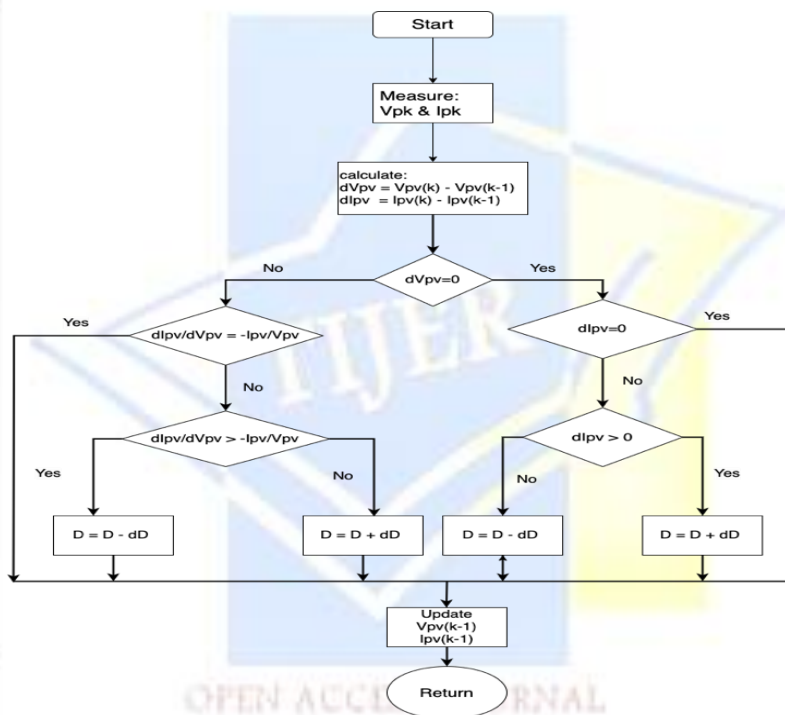 Start
Measure:
Vpk & Ipk
calculate:
dVpv = Vpv(k) - Vpv(k-1)
dIpv = Ipv(k) - Ipv(k-1)
No
dVpv=0
Yes
Yes
dIpv/dVpv = -Ipv/Vpv
dIpv=0
Yes
No
No
dIpv/dVpv > -Ipv/Vpv
dIpv > 0
Yes
No
No
Yes
D = D - dD
D = D + dD
D = D - dD
D = D + dD
Update
Vpv(k-1)
Ipv(k-1)
Return
TIJER
OPEN ACCE RNAL